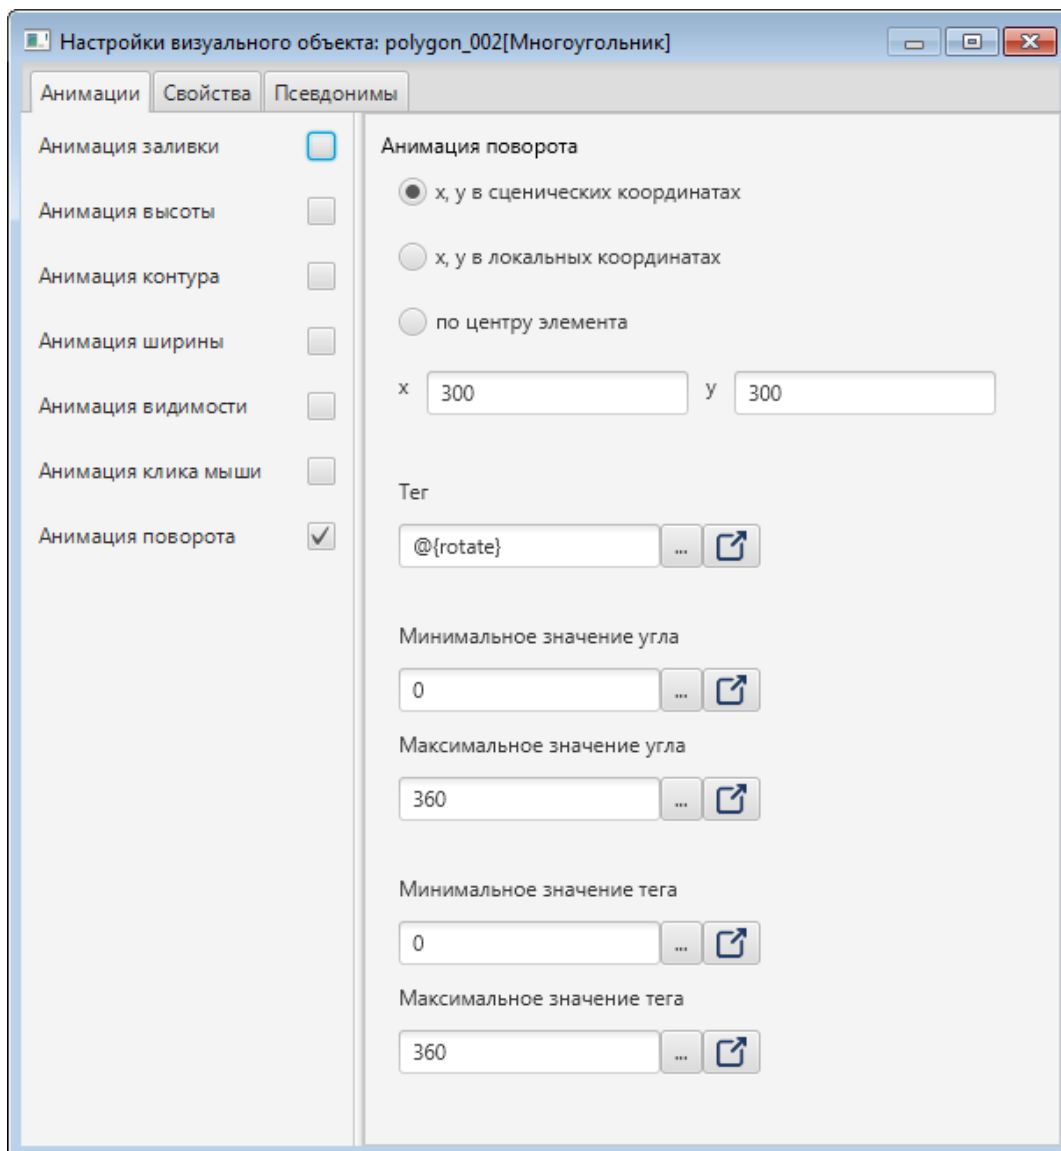 Настройки визуального объекта: polygon_002[Многоугольник]
Анимации Свойства Псевдонимы
Анимация заливки
Анимация высоты
Анимация контура
Анимация ширины
Анимация видимости
Анимация клика мыши
Анимация поворота
Анимация поворота
x, y в сценических координатах
x, y в локальных координатах
по центру элемента
x 300 y 300
Тег
@{rotate} ...
Минимальное значение угла
0 ...
Максимальное значение угла
360 ...
Минимальное значение тега
0 ...
Максимальное значение тега
360 ...